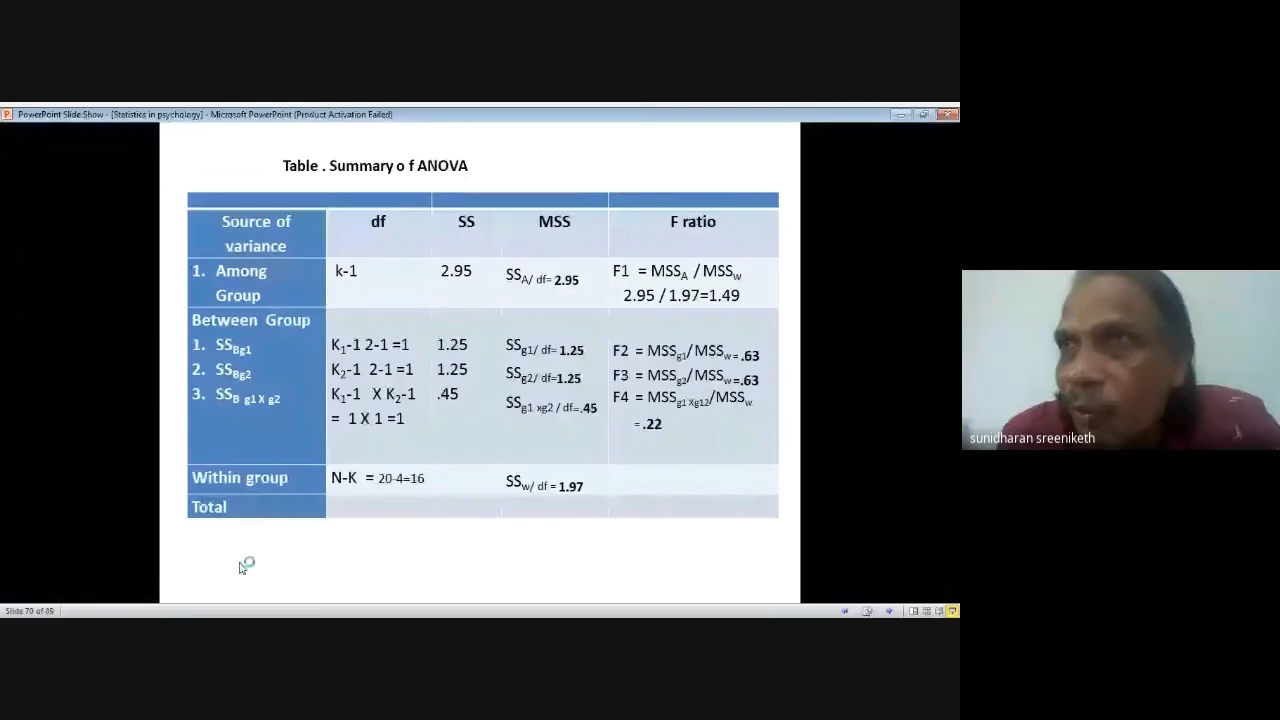 PowerPoint Slide Show - [Statistics in psychology] - Microsoft PowerPoint (Product Activation Failed)
Table . Summary o f ANOVA
Source of variance df SS MSS F ratio
1. Among Group k-1 2.95 SSA/ df= 2.95 F1 = MSSA / MSSw
2.95 / 1.97=1.49
Between Group
1. SSBg1 K1-1 2-1 =1 1.25 SSg1/ df= 1.25 F2 = MSSg1/MSSw = .63
2. SSBg2 K2-1 2-1 =1 1.25 SSg2/ df=1.25 F3 = MSSg2/MSSw =.63
3. SSB g1 X g2 K1-1 X K2-1 .45 SSg1 xg2 / df=.45 F4 = MSSg1 Xg12/MSSw
= 1 X 1 =1 = .22
Within group N-K = 20-4=16 SSw/ df = 1.97
Total
Slide 70 of 89
sunidharan sreeniketh